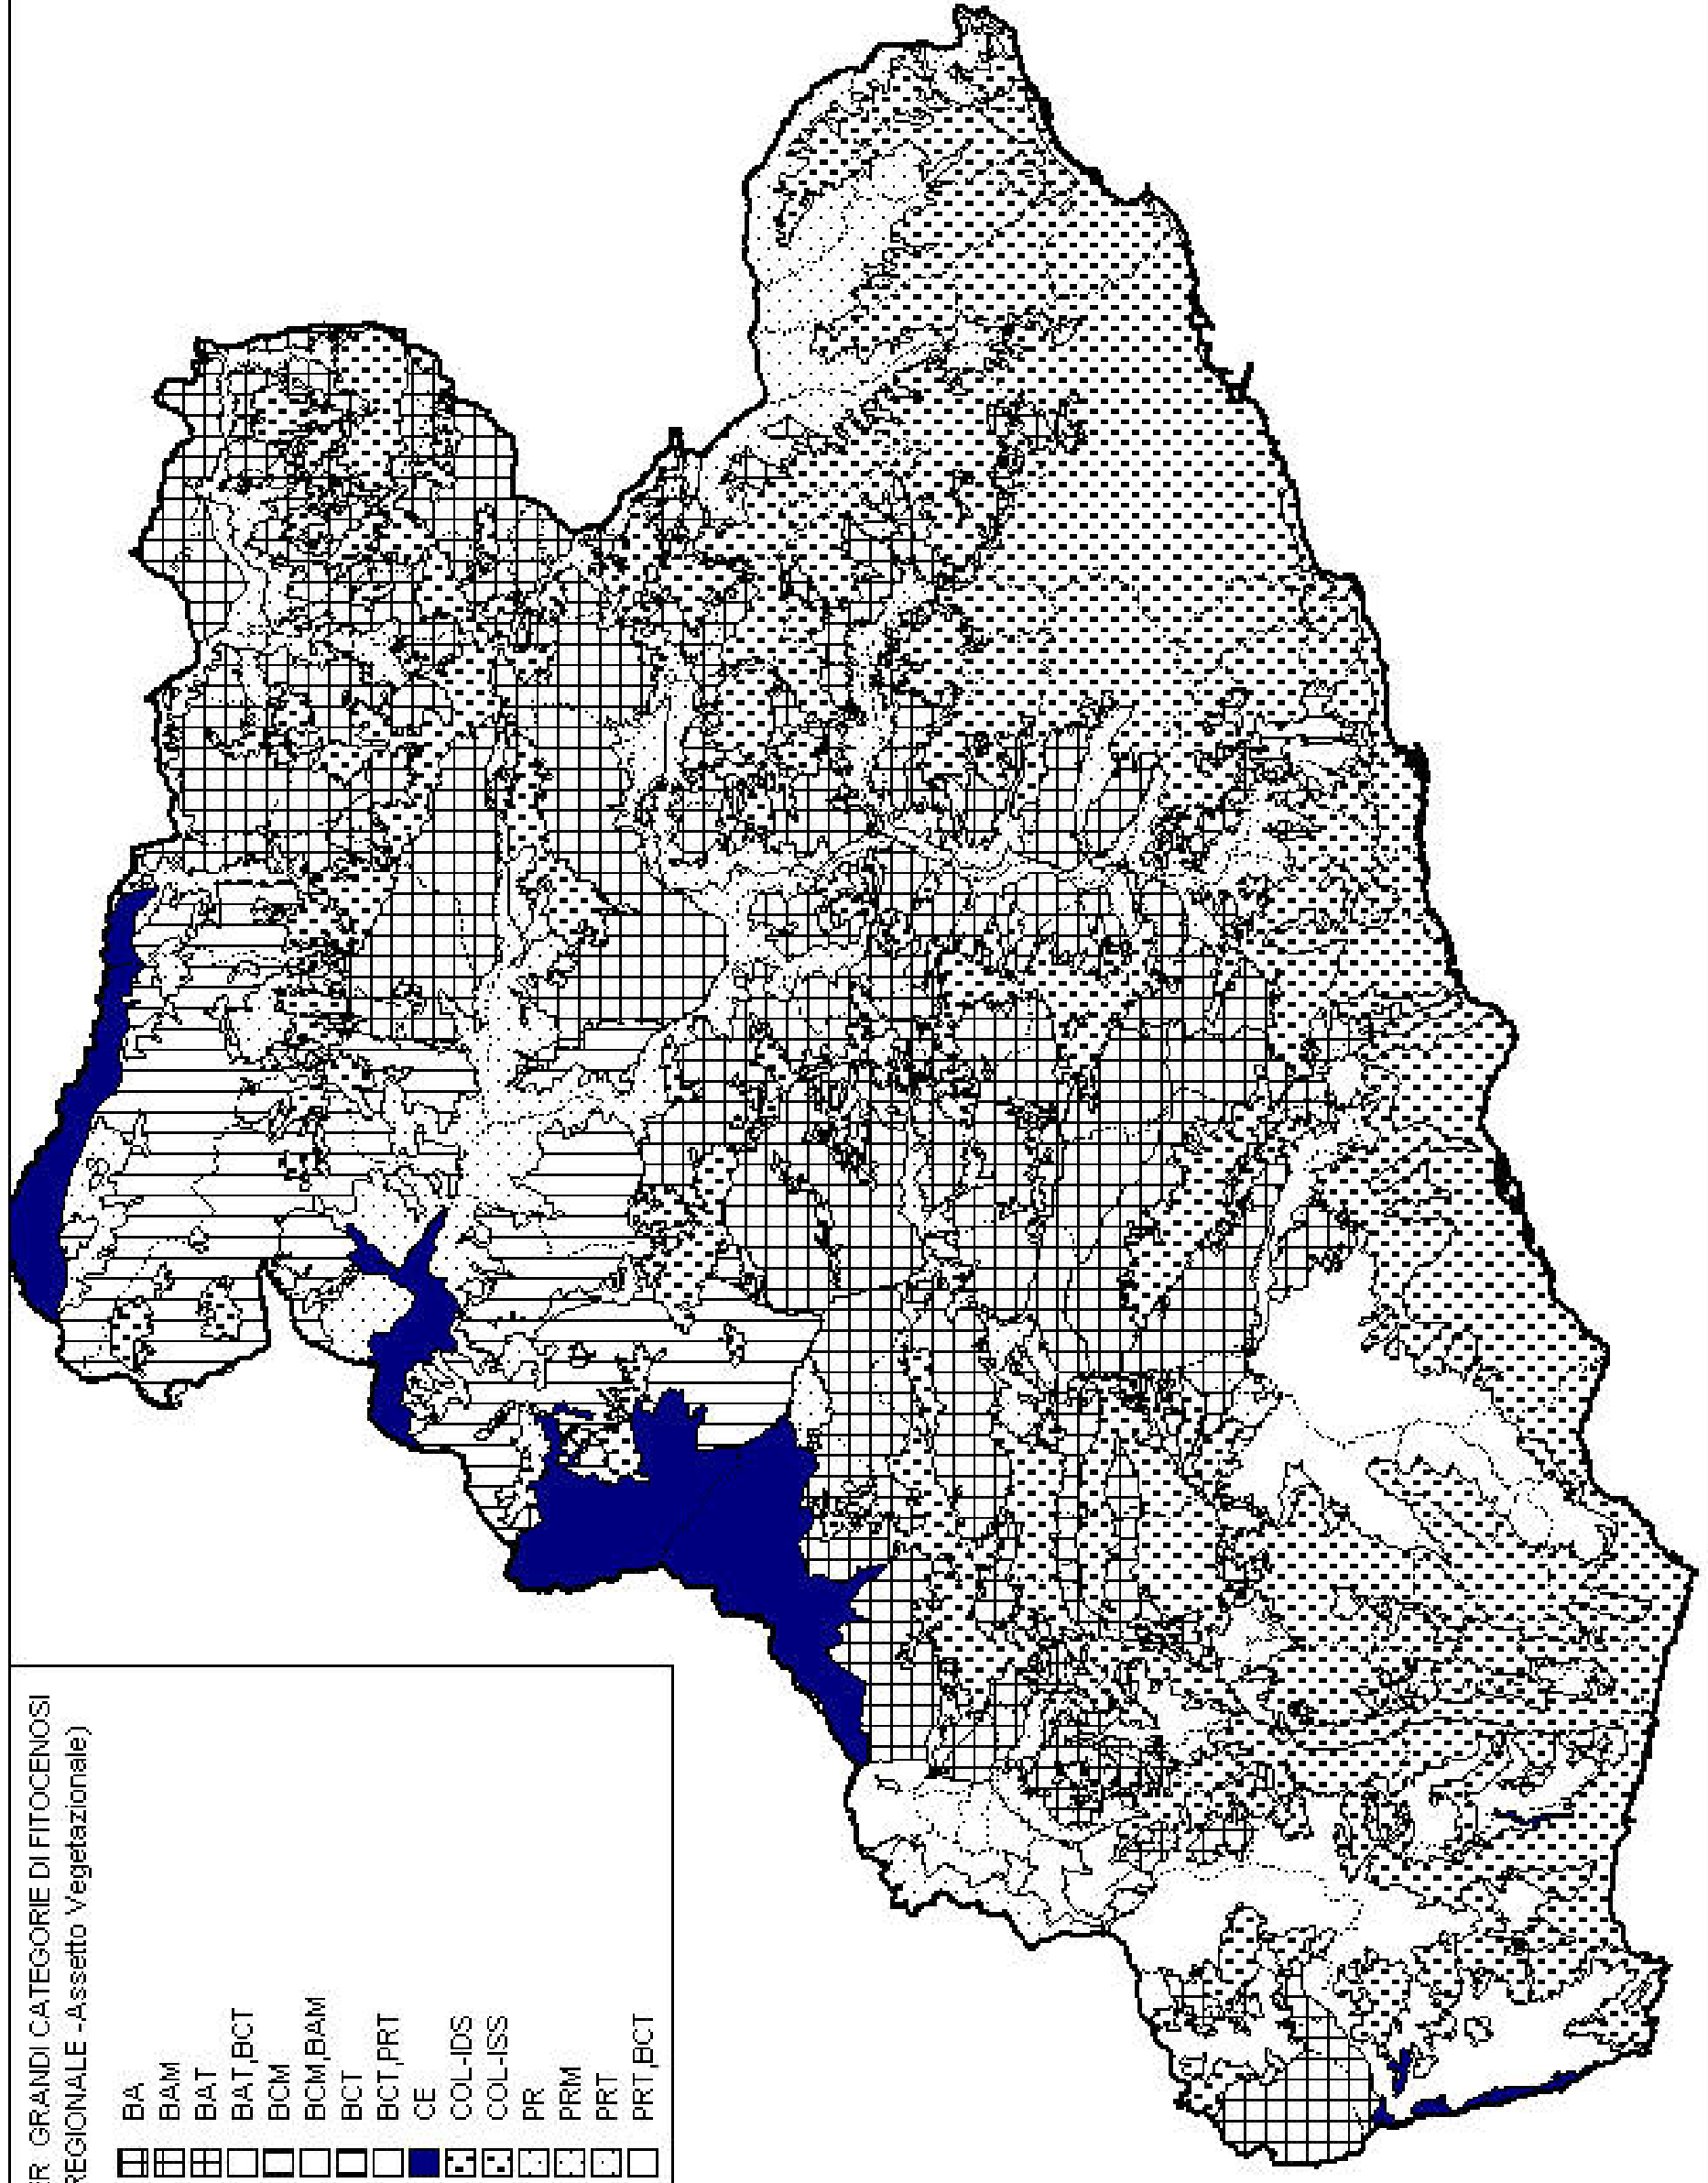 ER GRANDI CATEGORIE DI FITOCENOSI
REGIONALE -Assetto Vegetazionale)
BA
BAM
BAT
BAT,BCT
BCM
BCM,BAM
BCT
BCT,PRT
CE
COL-IDS
COL-ISS
PR
PRM
PRT
PRT,BCT